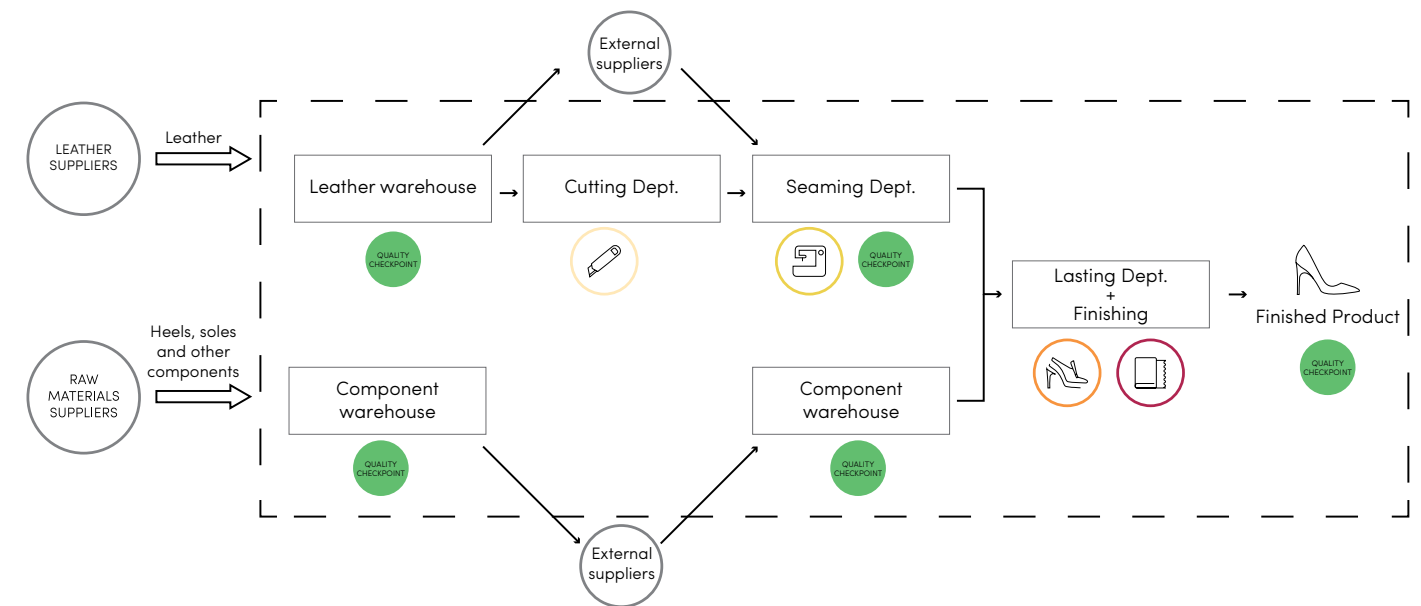 External
suppliers
LEATHER
SUPPLIERS
Leather
Leather warehouse
Cutting Dept.
Seaming Dept.
QUALITY
CHECKPOINT
QUALITY
CHECKPOINT
Lasting Dept.
+
Finishing
Finished Product
QUALITY
CHECKPOINT
Heels, soles
and other
components
RAW
MATERIALS
SUPPLIERS
Component
warehouse
QUALITY
CHECKPOINT
Component
warehouse
QUALITY
CHECKPOINT
External
suppliers